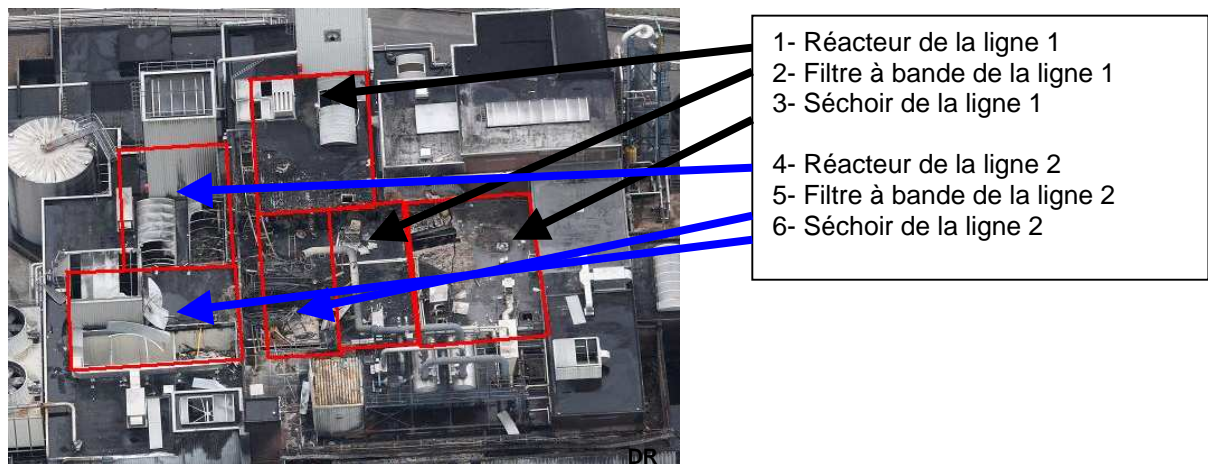 1- Réacteur de la ligne 1
2- Filtre à bande de la ligne 1
3- Séchoir de la ligne 1
4- Réacteur de la ligne 2
5- Filtre à bande de la ligne 2
6- Séchoir de la ligne 2
DR